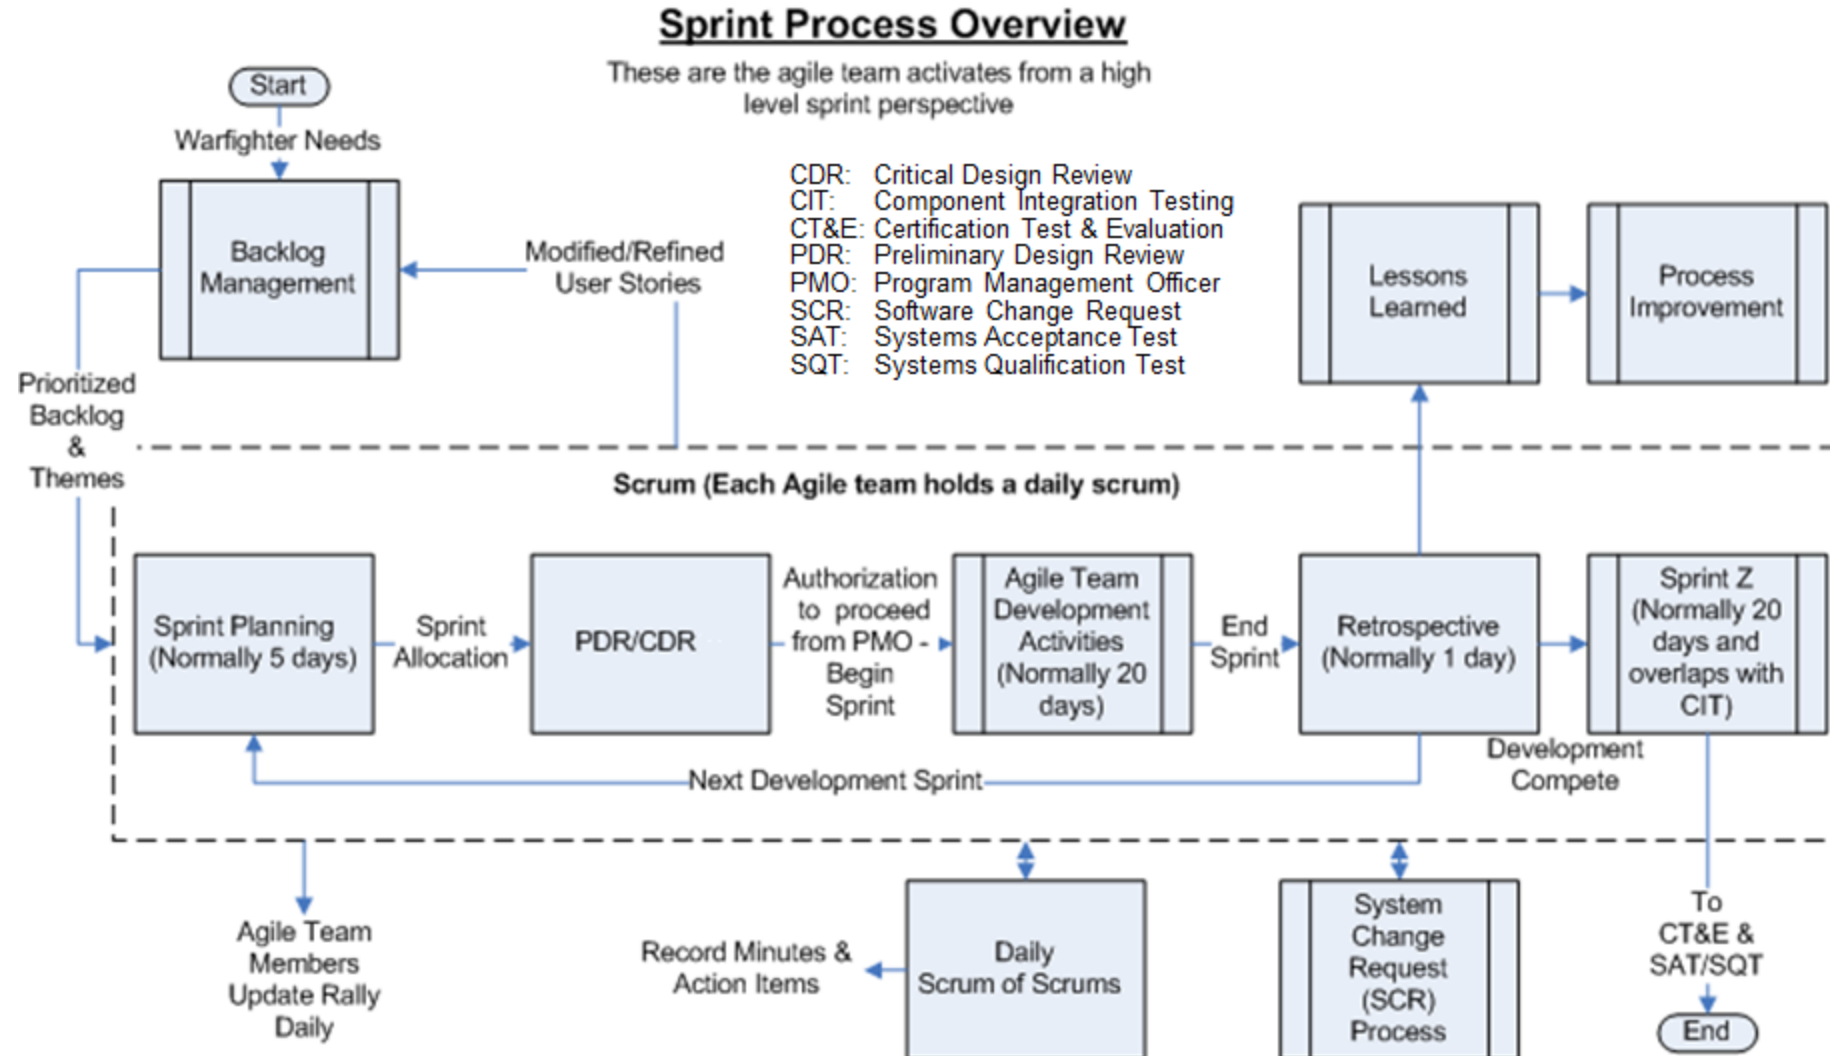 Sprint Process Overview
These are the agile team activates from a high
level sprint perspective
Start
Warfighter Needs
Backlog
Management
Modified/Refined
User Stories
CDR: Critical Design Review
CIT: Component Integration Testing
CT&E: Certification Test & Evaluation
PDR: Preliminary Design Review
PMO: Program Management Officer
SCR: Software Change Request
SAT: Systems Acceptance Test
SQT: Systems Qualification Test
Lessons
Learned
Process
Improvement
Prioritized
Backlog
&
Themes
Scrum (Each Agile team holds a daily scrum)
Sprint Planning
(Normally 5 days)
Sprint
Allocation
PDR/CDR
Authorization
to proceed
from PMO -
Begin
Sprint
Agile Team
Development
Activities
(Normally 20
days)
End
Sprint
Retrospective
(Normally 1 day)
Sprint Z
(Normally 20
days and
overlaps with
CIT)
Next Development Sprint
Development
Compete
Agile Team
Members
Update Rally
Daily
Record Minutes &
Action Items
Daily
Scrum of Scrums
System
Change
Request
(SCR)
Process
To
CT&E &
SAT/SQT
End